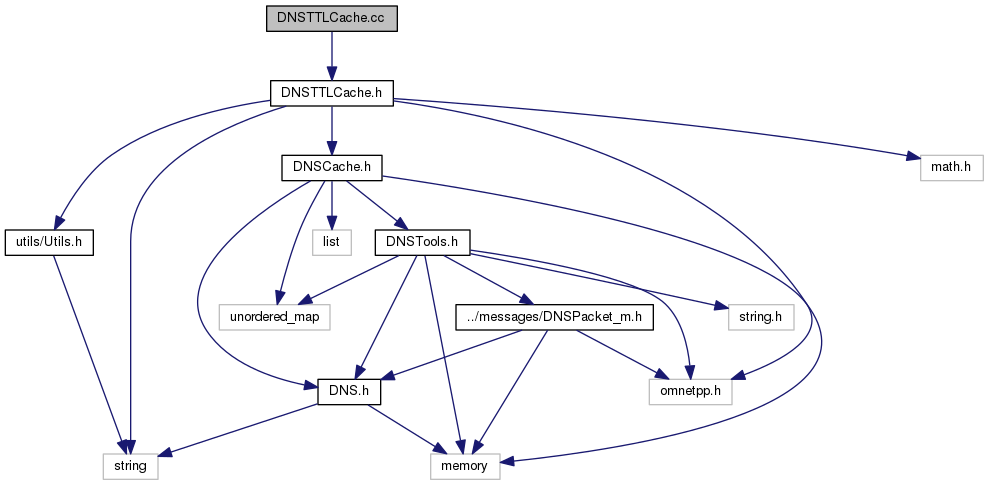 DNSTTLCache.cc
DNSTTLCache.h
DNSCache.h
math.h
utils/Utils.h
list
DNSTools.h
unordered_map
../messages/DNSPacket_m.h
string.h
DNS.h
omnetpp.h
string
memory